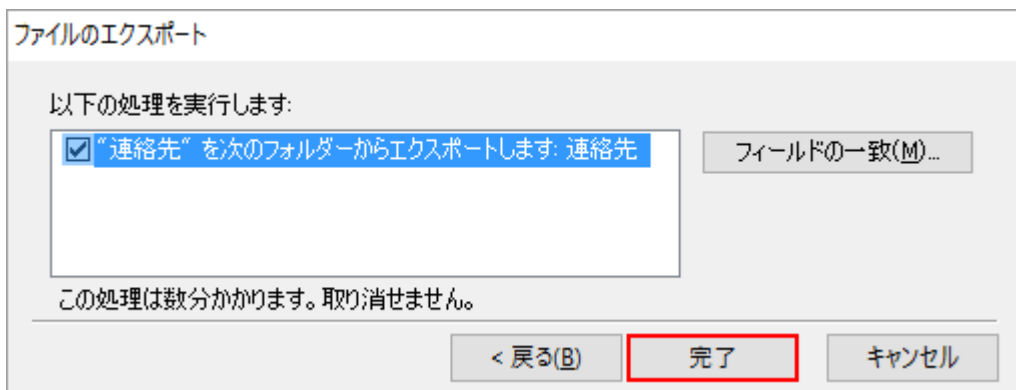 ファイルのエクスポート
以下の処理を実行します:
"連絡先" を次のフォルダーからエクスポートします: 連絡先
フィールドの一致(M)...
この処理は数分かかります。取り消せません。
< 戻る(B)
完了
キャンセル